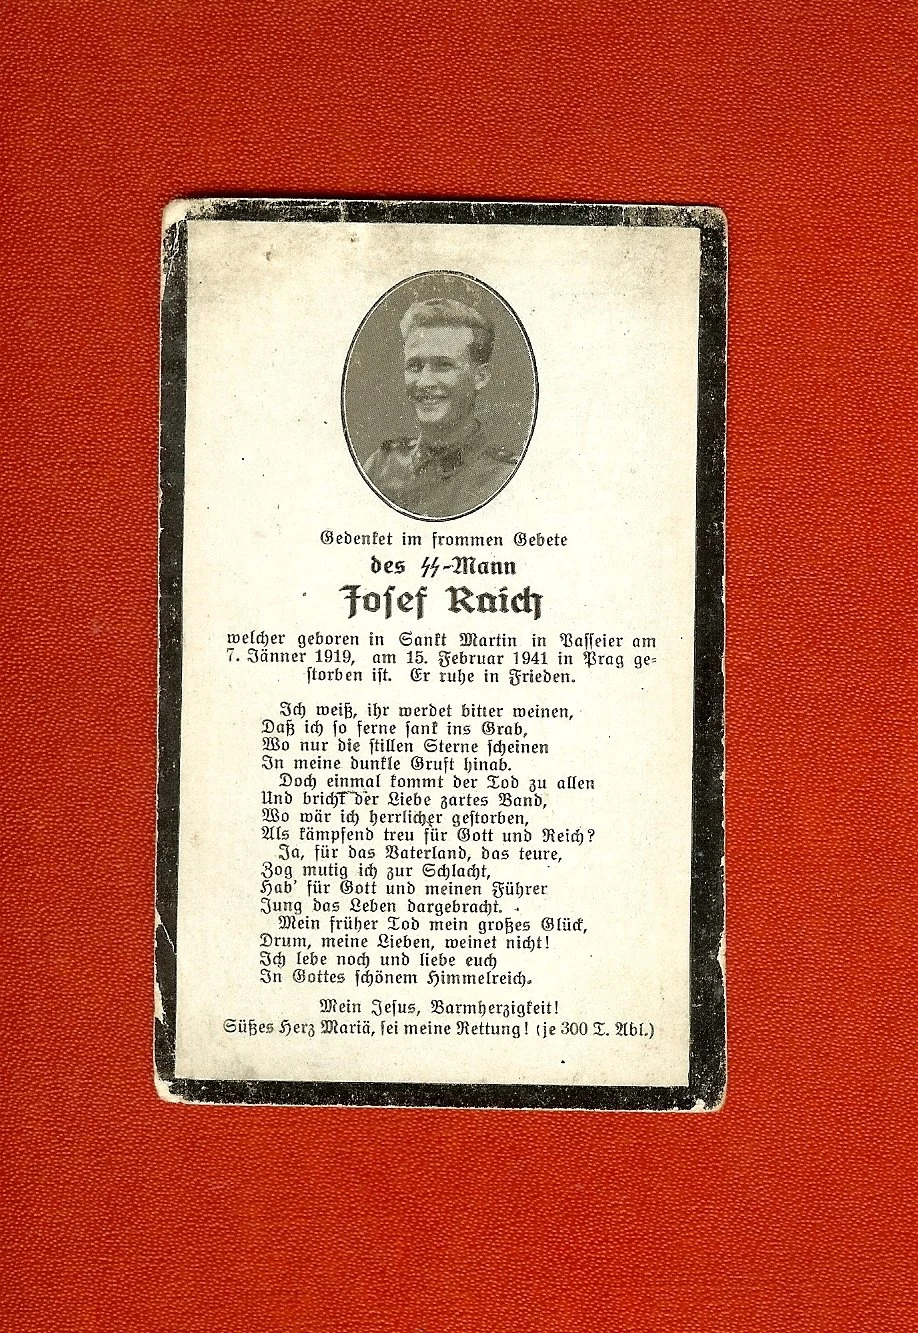 Gedenket im frommen Gebete
des ᛋᛋ-Mann
Josef Raich
welcher geboren in Sankt Martin in Passeier am
7. Jänner 1919, am 15. Februar 1941 in Prag ge-
storben ist. Er ruhe in Frieden.
Ich weiß, ihr werdet bitter weinen,
Daß ich so ferne sank ins Grab,
Wo nur die stillen Sterne scheinen
In meine dunkle Gruft hinab.
Doch einmal kommt der Tod zu allen
Und bricht der Liebe zartes Band,
Wo wär ich herrlicher gestorben,
Als kämpfend treu für Gott und Reich?
Ja, für das Vaterland, das teure,
Zog mutig ich zur Schlacht,
Hab' für Gott und meinen Führer
Jung das Leben dargebracht.
Mein früher Tod mein großes Glück,
Drum, meine Lieben, weinet nicht!
Ich lebe noch und liebe euch
In Gottes schönem Himmelreich.
Mein Jesus, Barmherzigkeit!
Süßes Herz Mariä, sei meine Rettung! (je 300 T. Abl.)